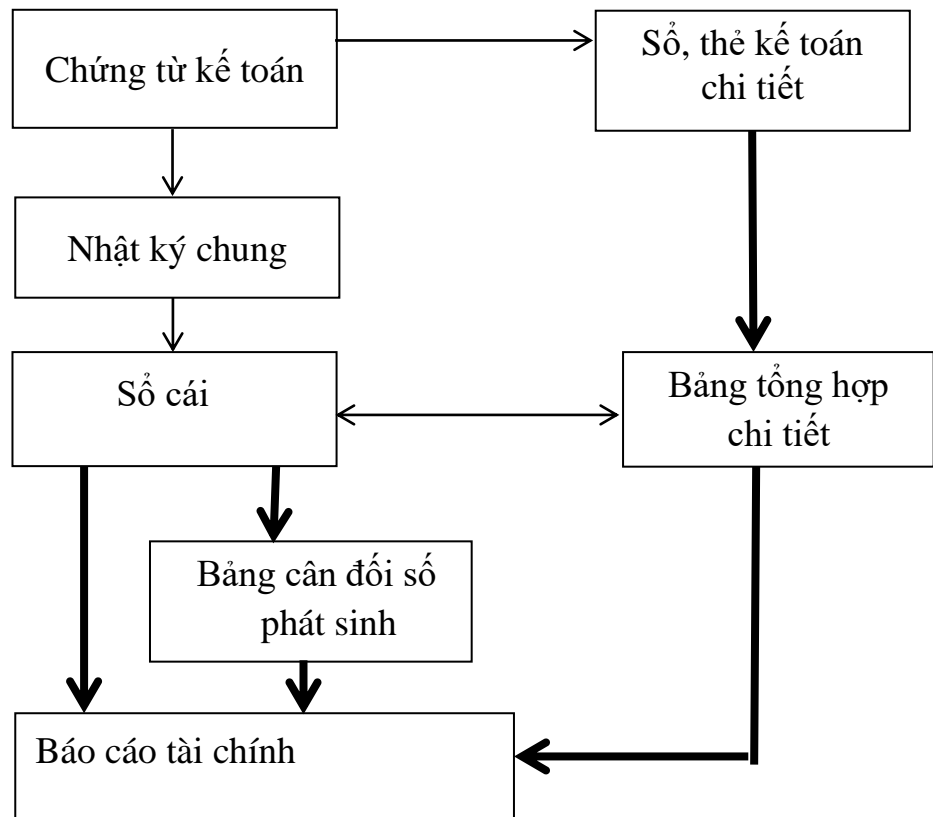 Chứng từ kế toán
Sổ, thẻ kế toán
chi tiết
Nhật ký chung
Sổ cái
Bảng tổng hợp
chi tiết
Bảng cân đối số
phát sinh
Báo cáo tài chính